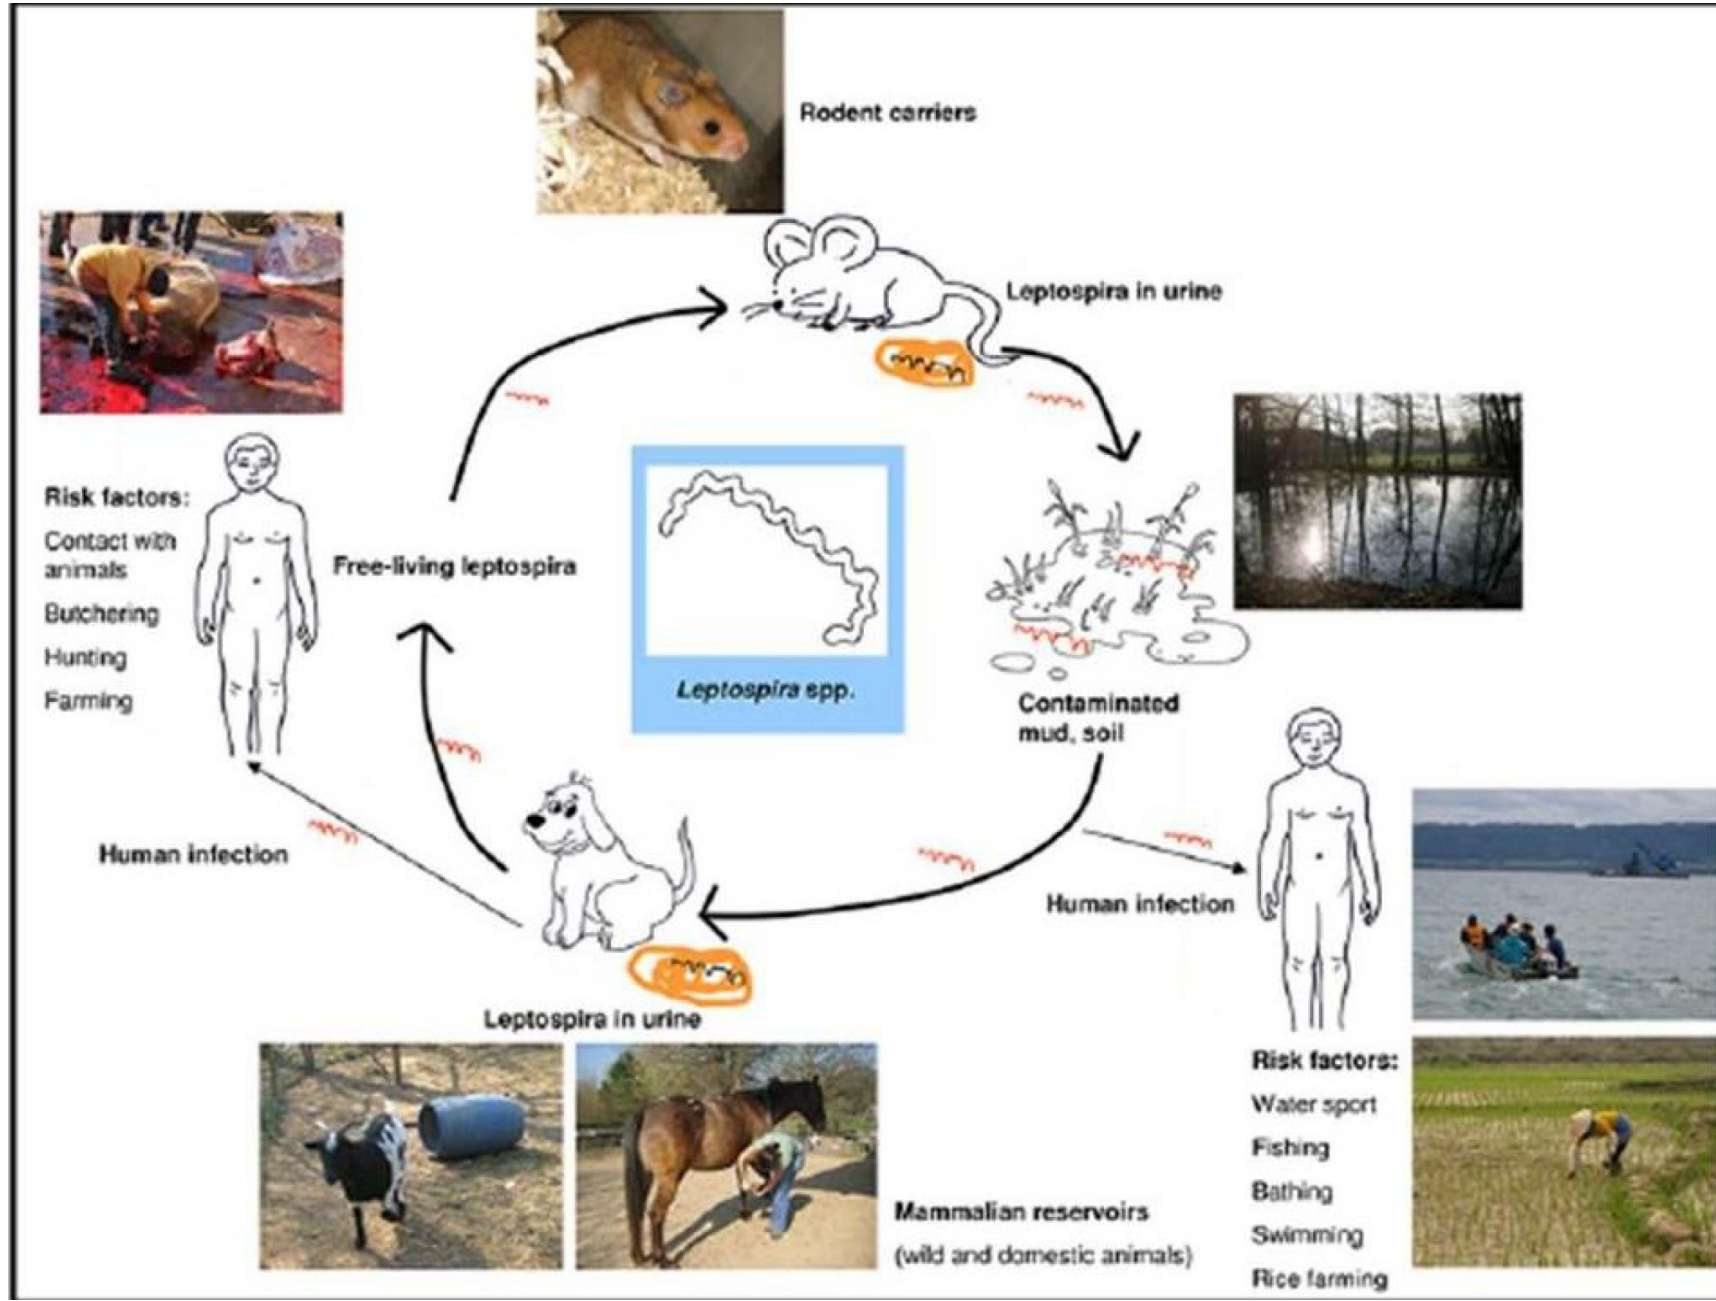 Rodent carriers
Leptospira in urine
Risk factors:
Contact with
animals
Butchering
Hunting
Farming
Free-living leptospira
Leptospira spp.
Contaminated
mud, soil
Human infection
Human infection
Leptospira in urine
Mammalian reservoirs
(wild and domestic animals)
Risk factors:
Water sport
Fishing
Bathing
Swimming
Rice farming